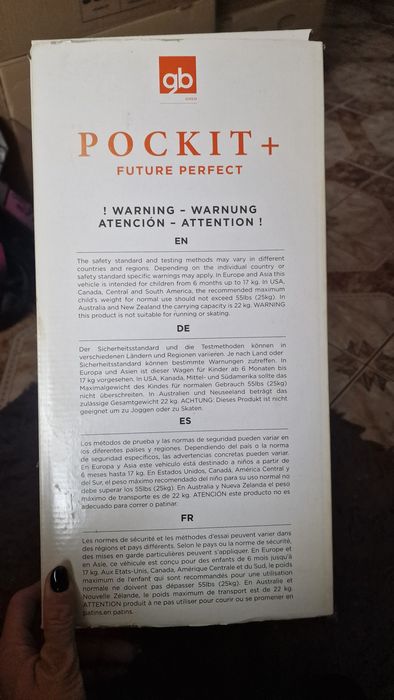 gb
POCKIT+
FUTURE PERFECT
! WARNING – WARNUNG
ATENCIÓN – ATTENTION !
EN
The safety standard and testing methods may vary in different
countries and regions. Depending on the individual country or
safety standard specific warnings may apply. In Europe and Asia this
vehicle is intended for children from 6 months up to 17 kg. In USA,
Canada, Central and South America, the recommended maximum
child's weight for normal use should not exceed 55lbs (25kg). In
Australia and New Zealand the carrying capacity is 22 kg. WARNING
this product is not suitable for running or skating.
DE
Der Sicherheitsstandard und die Testmethoden können in
verschiedenen Ländern und Regionen variieren. Je nach Land oder
Sicherheitsstandard können bestimmte Warnungen zutreffen. In
Europa und Asien ist dieser Wagen für Kinder ab 6 Monaten bis
17 kg vorgesehen. In USA, Kanada, Mittel- und Südamerika sollte das
Maximalgewicht des Kindes für normalen Gebrauch 55lbs (25kg)
nicht überschreiten. In Australien und Neuseeland beträgt das
zulässige Gesamtgewicht 22 kg. ACHTUNG: Dieses Produkt ist nicht
geeignet um zu Joggen oder zu Skaten.
ES
Los métodos de prueba y las normas de seguridad pueden variar en
los diferentes países y regiones. Dependiendo del país o la norma
de seguridad específicos, las advertencias concretas pueden variar.
En Europa y Asia este vehículo está destinado a niños a partir de
6 meses hasta 17 kg. En Estados Unidos, Canadá, América Central y
del Sur, el peso máximo recomendado del niño para su uso normal no
debe superar los 55lbs (25kg). En Australia y Nueva Zelanda el peso
máximo de transporte es de 22 kg. ATENCIÓN este producto no es
adecuado para correr o patinar.
FR
Les normes de sécurité et les méthodes d'essai peuvent varier dans
des régions et pays différents. Selon le pays ou la norme de sécurité,
des mises en garde particulières peuvent s'appliquer. En Europe et
en Asie, ce véhicule est conçu pour des enfants de 6 mois jusqu'à
17 kg. Aux Etats-Unis, Canada, Amérique Centrale et du Sud, le poids
maximum de l'enfant qui sont recommandés pour une utilisation
normale ne doivent pas dépasser 55lbs (25kg). En Australie et
Nouvelle Zélande, le poids maximum de transport est de 22 kg.
ATTENTION produit à ne pas utiliser pour courir ou se promener en
patins.en patins.